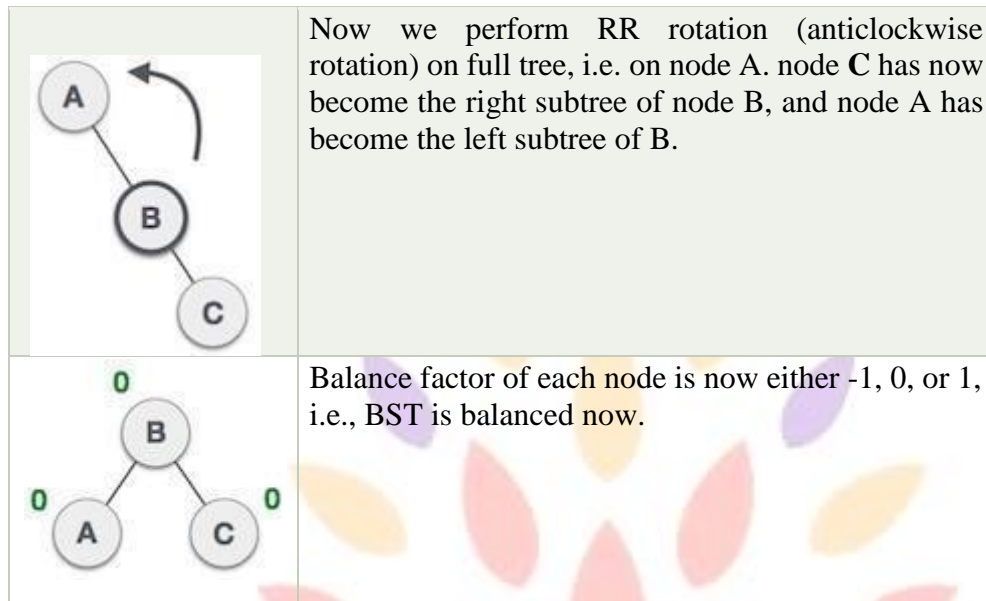 A
B
C
Now we perform RR rotation (anticlockwise
rotation) on full tree, i.e. on node A. node C has now
become the right subtree of node B, and node A has
become the left subtree of B.
0
B
0
0
A
C
Balance factor of each node is now either -1, 0, or 1,
i.e., BST is balanced now.